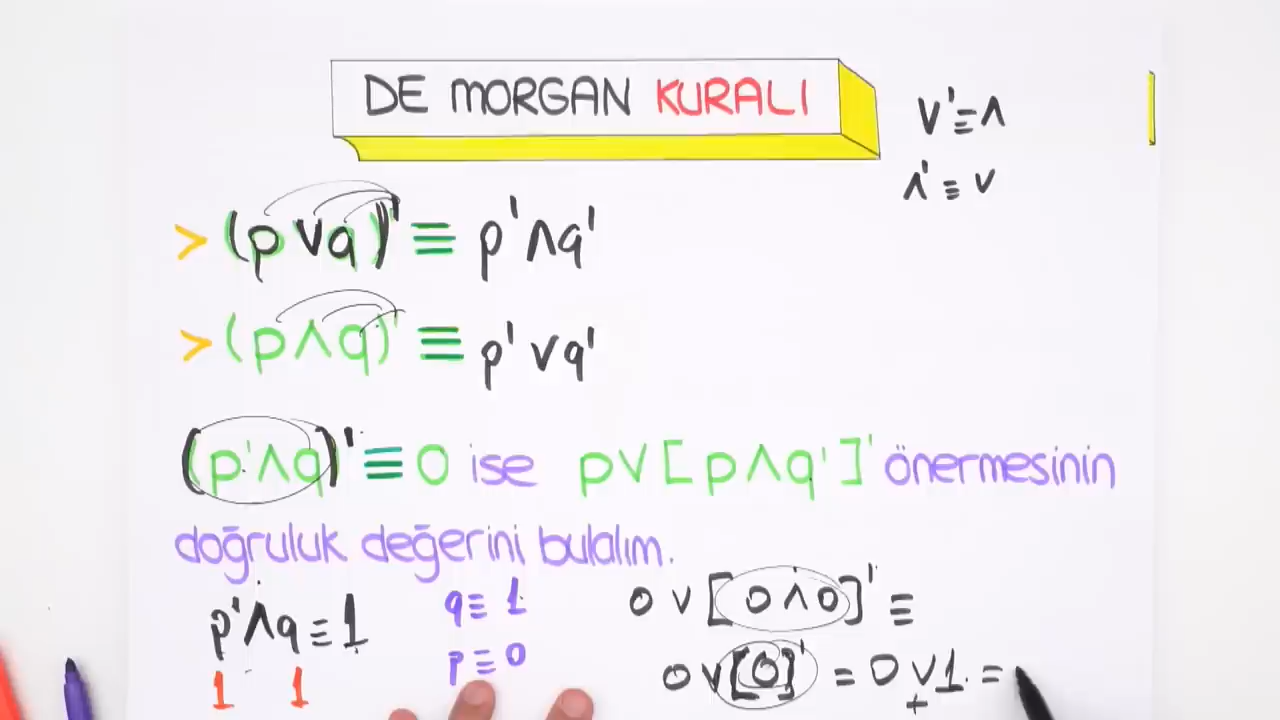 DE MORGAN KURALI
V' ≡ Λ
Λ' ≡ V
> (p V q)' ≡ p' Λ q'
> (p Λ q)' ≡ p' V q'
(p' Λ q)' ≡ 0 ise p V [p Λ q']' önermesinin
doğruluk değerini bulalım.
p' Λ q ≡ 1
1 1
q ≡ 1
p ≡ 0
0 V [0 Λ 0]' ≡
0 V [0]' = 0 V 1 =
+